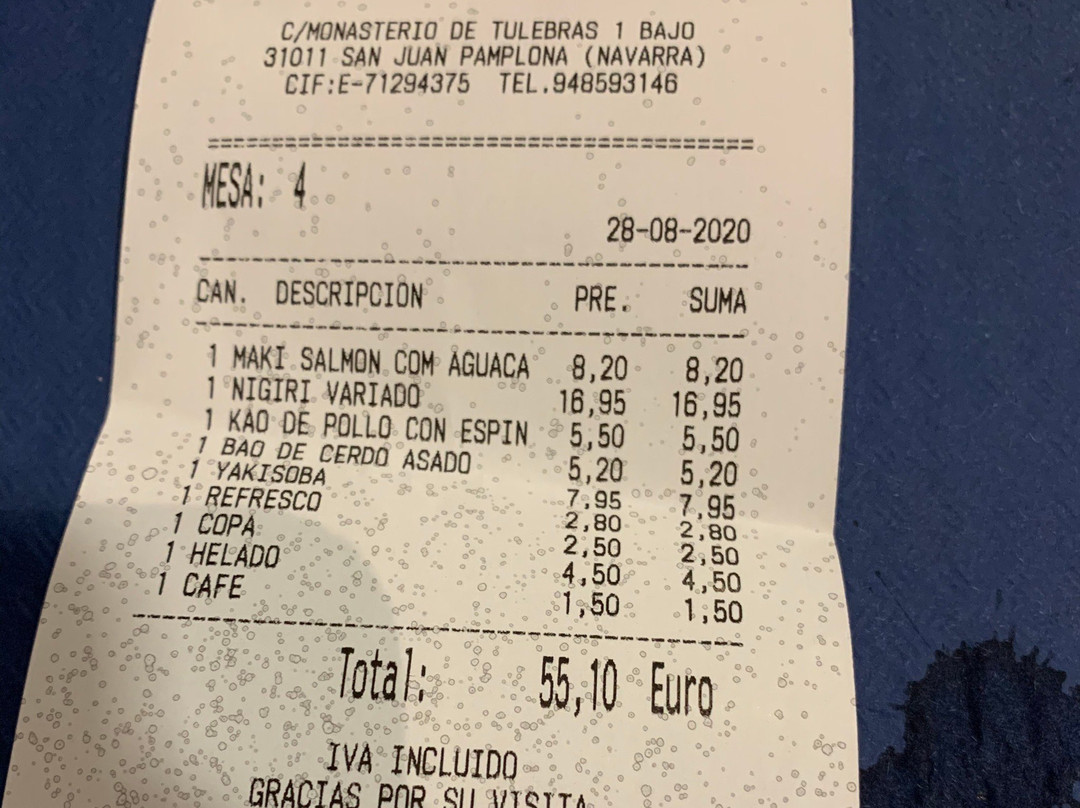 C/MONASTERIO DE TULEBRAS 1 BAJO
31011 SAN JUAN PAMPLONA (NAVARRA)
CIF:E-71294375 TEL.948593146
================================================
MESA: 4
28-08-2020
CAN. DESCRIPCION PRE. SUMA
1 MAKI SALMON COM AGUACA 8,20 8,20
1 NIGIRI VARIADO 16,95 16,95
1 KAO DE POLLO CON ESPIN 5,50 5,50
1 BAO DE CERDO ASADO 5,20 5,20
1 YAKISOBA 7,95 7,95
1 REFRESCO 2,80 2,80
1 COPA 2,50 2,50
1 HELADO 4,50 4,50
1 CAFE 1,50 1,50
Total: 55,10 Euro
IVA INCLUIDO
GRACIAS POR SU VISITA